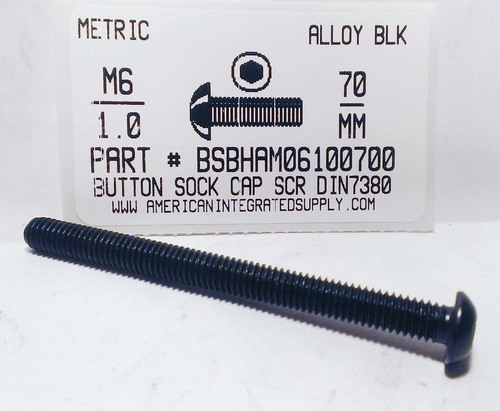 METRIC ALLOY BLK
M6 70
1.0 MM
PART # BSBHAM06100700
BUTTON SOCK CAP SCR DIN7380
WWW.AMERICANINTEGRATEDSUPPLY.COM